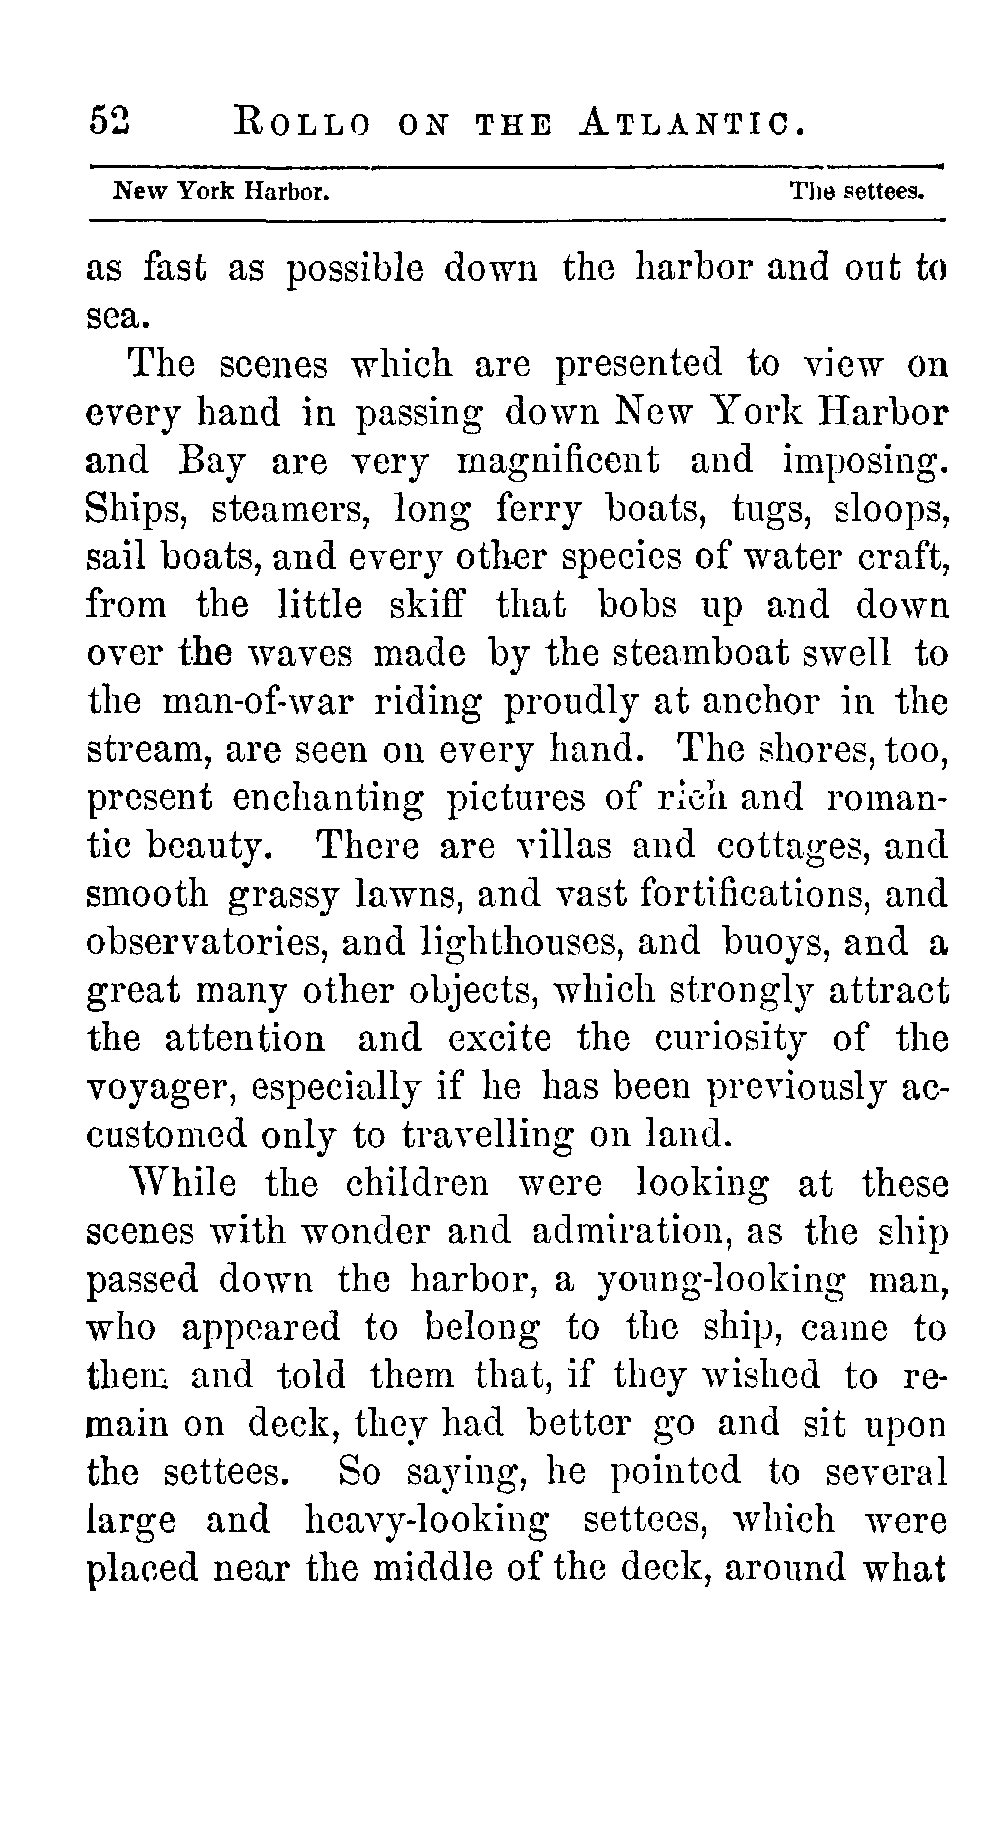 52 ROLLO ON THE ATLANTIC.
New York Harbor. The settees.
as fast as possible down the harbor and out to
sea.
The scenes which are presented to view on
every hand in passing down New York Harbor
and Bay are very magnificent and imposing.
Ships, steamers, long ferry boats, tugs, sloops,
sail boats, and every other species of water craft,
from the little skiff that bobs up and down
over the waves made by the steamboat swell to
the man-of-war riding proudly at anchor in the
stream, are seen on every hand. The shores, too,
present enchanting pictures of rich and roman-
tic beauty. There are villas and cottages, and
smooth grassy lawns, and vast fortifications, and
observatories, and lighthouses, and buoys, and a
great many other objects, which strongly attract
the attention and excite the curiosity of the
voyager, especially if he has been previously ac-
customed only to travelling on land.
While the children were looking at these
scenes with wonder and admiration, as the ship
passed down the harbor, a young-looking man,
who appeared to belong to the ship, came to
them and told them that, if they wished to re-
main on deck, they had better go and sit upon
the settees. So saying, he pointed to several
large and heavy-looking settees, which were
placed near the middle of the deck, around what